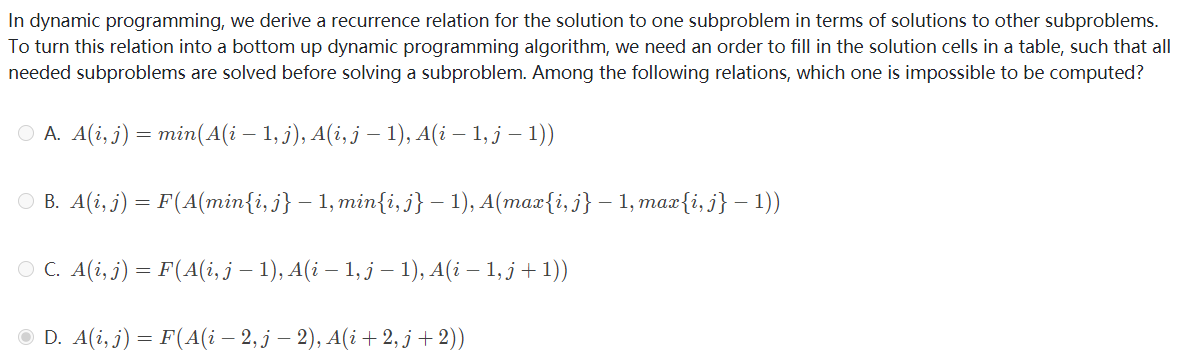 In dynamic programming, we derive a recurrence relation for the solution to one subproblem in terms of solutions to other subproblems.
To turn this relation into a bottom up dynamic programming algorithm, we need an order to fill in the solution cells in a table, such that all
needed subproblems are solved before solving a subproblem. Among the following relations, which one is impossible to be computed?
A. A(i, j) = min(A(i − 1, j), A(i, j − 1), A(i − 1, j − 1))
B. A(i, j) = F(A(min{i, j} − 1, min{i, j} − 1), A(max{i, j} − 1, max{i, j} − 1))
C. A(i, j) = F(A(i, j − 1), A(i − 1, j − 1), A(i − 1, j + 1))
D. A(i, j) = F(A(i − 2, j − 2), A(i + 2, j + 2))